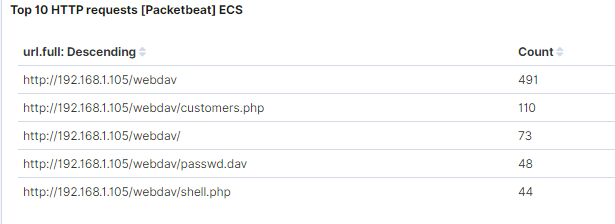 Top 10 HTTP requests [Packetbeat] ECS
url.full: Descending Count
http://192.168.1.105/webdav 491
http://192.168.1.105/webdav/customers.php 110
http://192.168.1.105/webdav/ 73
http://192.168.1.105/webdav/passwd.dav 48
http://192.168.1.105/webdav/shell.php 44